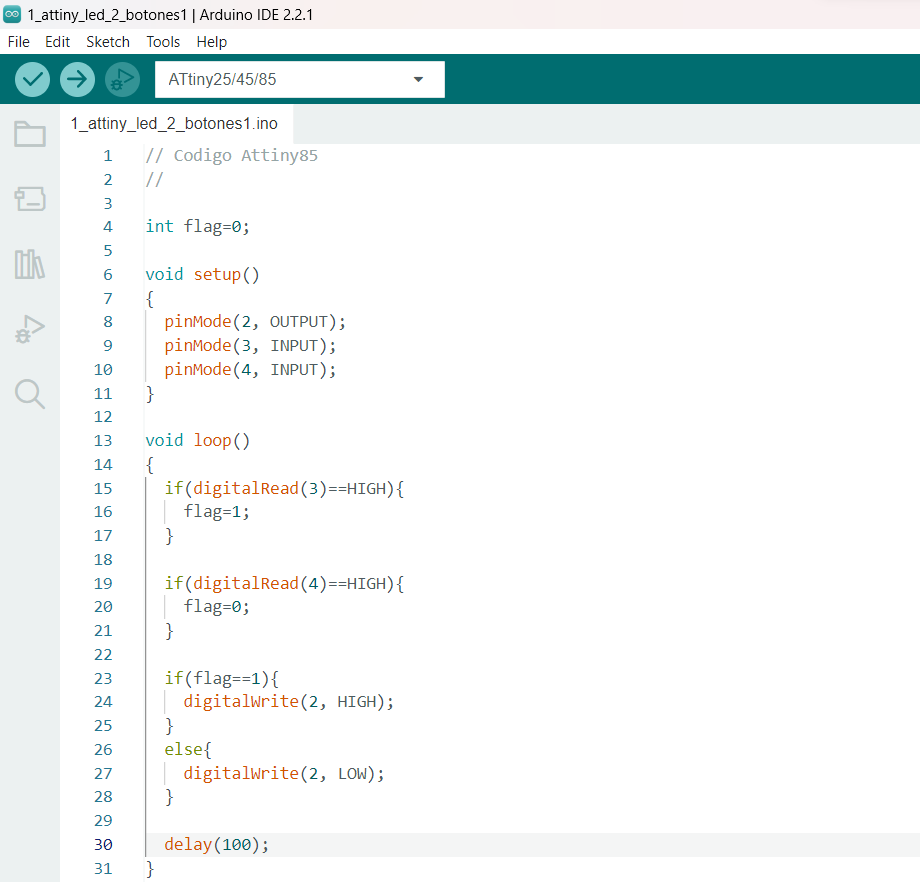 1_attiny_led_2_botones1 | Arduino IDE 2.2.1
File Edit Sketch Tools Help
ATtiny25/45/85
1_attiny_led_2_botones1.ino
1 // Codigo Attiny85
2 //
3
4 int flag=0;
5
6 void setup()
7 {
8   pinMode(2, OUTPUT);
9   pinMode(3, INPUT);
10   pinMode(4, INPUT);
11 }
12
13 void loop()
14 {
15   if(digitalRead(3)==HIGH){
16     flag=1;
17   }
18
19   if(digitalRead(4)==HIGH){
20     flag=0;
21   }
22
23   if(flag==1){
24     digitalWrite(2, HIGH);
25   }
26   else{
27     digitalWrite(2, LOW);
28   }
29
30   delay(100);
31 }